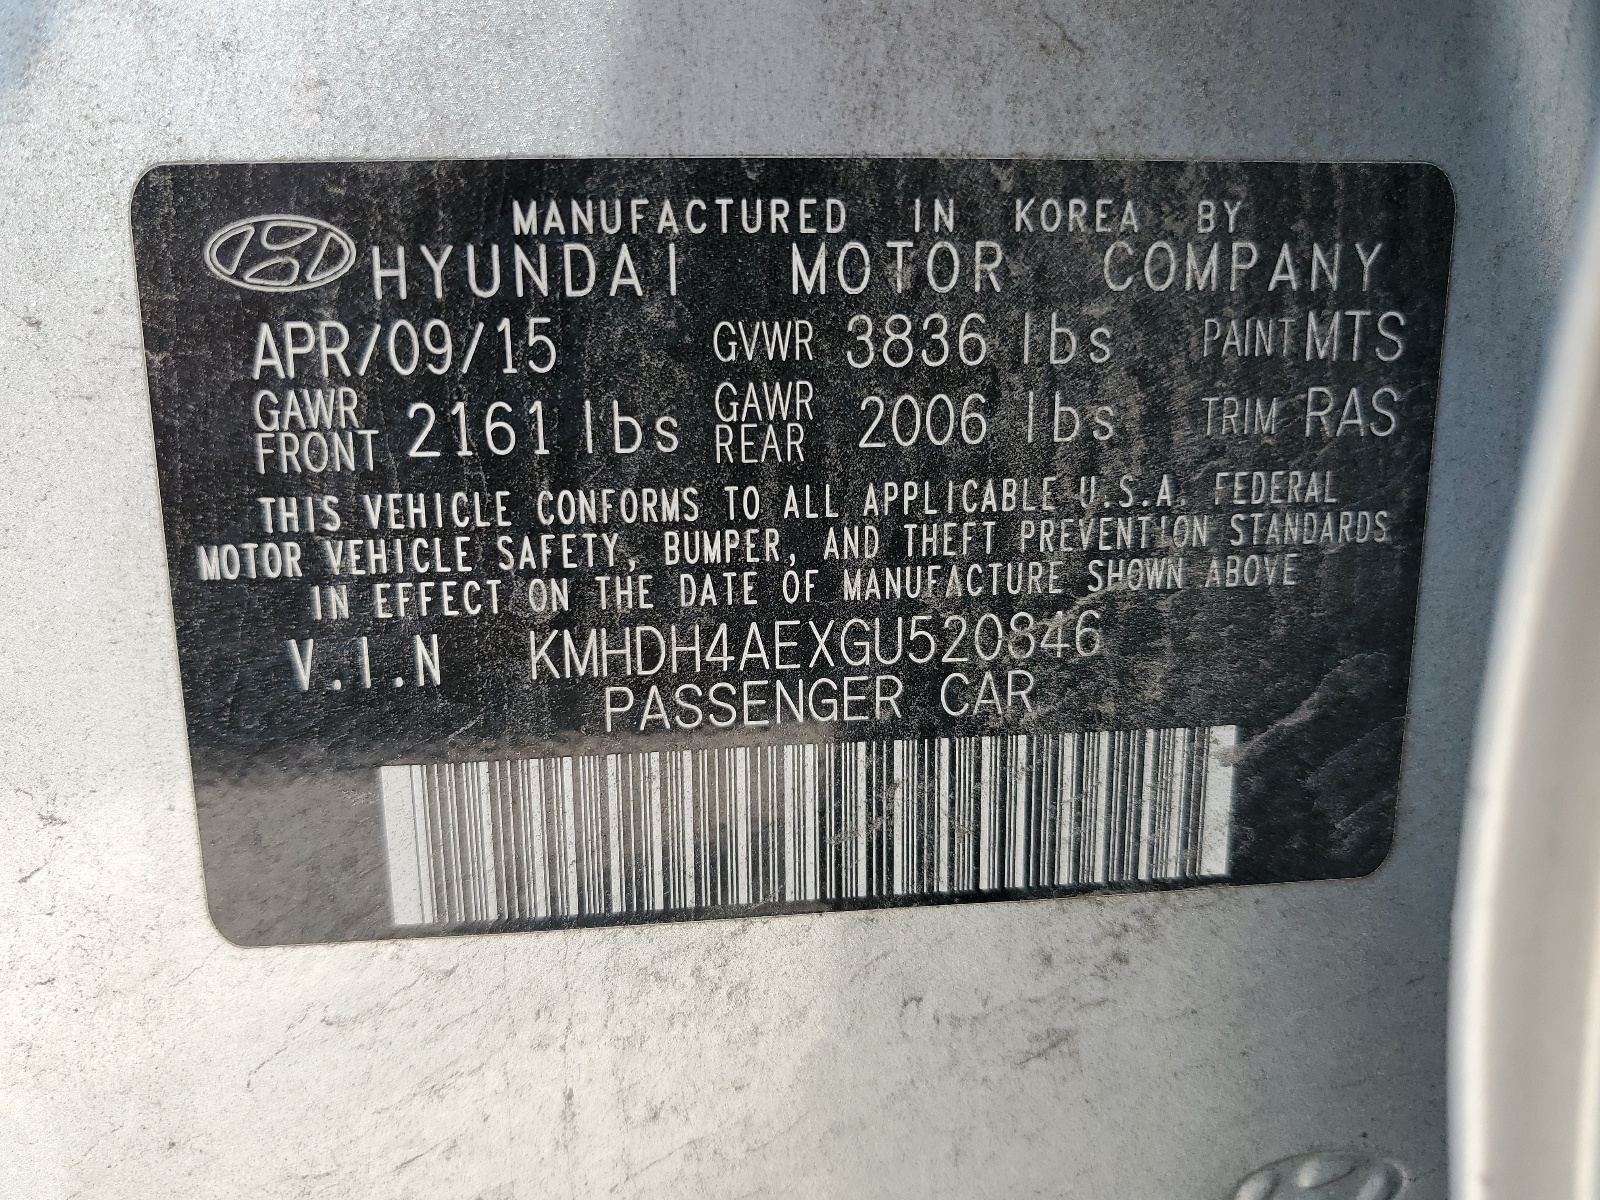 MANUFACTURED IN KOREA BY
HYUNDAI MOTOR COMPANY
APR/09/15 GVWR 3836 lbs PAINT MTS
GAWR FRONT 2161 lbs GAWR REAR 2006 lbs TRIM RAS
THIS VEHICLE CONFORMS TO ALL APPLICABLE U.S.A. FEDERAL
MOTOR VEHICLE SAFETY, BUMPER, AND THEFT PREVENTION STANDARDS
IN EFFECT ON THE DATE OF MANUFACTURE SHOWN ABOVE
V.I.N KMHDH4AEXGU520846
PASSENGER CAR